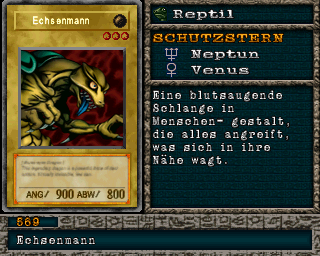 Echsenmann
ANG/ 900 ABW/ 800
Reptil
SCHUTZSTERN
Neptun
Venus
Eine blutsaugende
Schlange in
Menschen- gestalt,
die alles angreift,
was sich in ihre
Nähe wagt.
569
Echsenmann